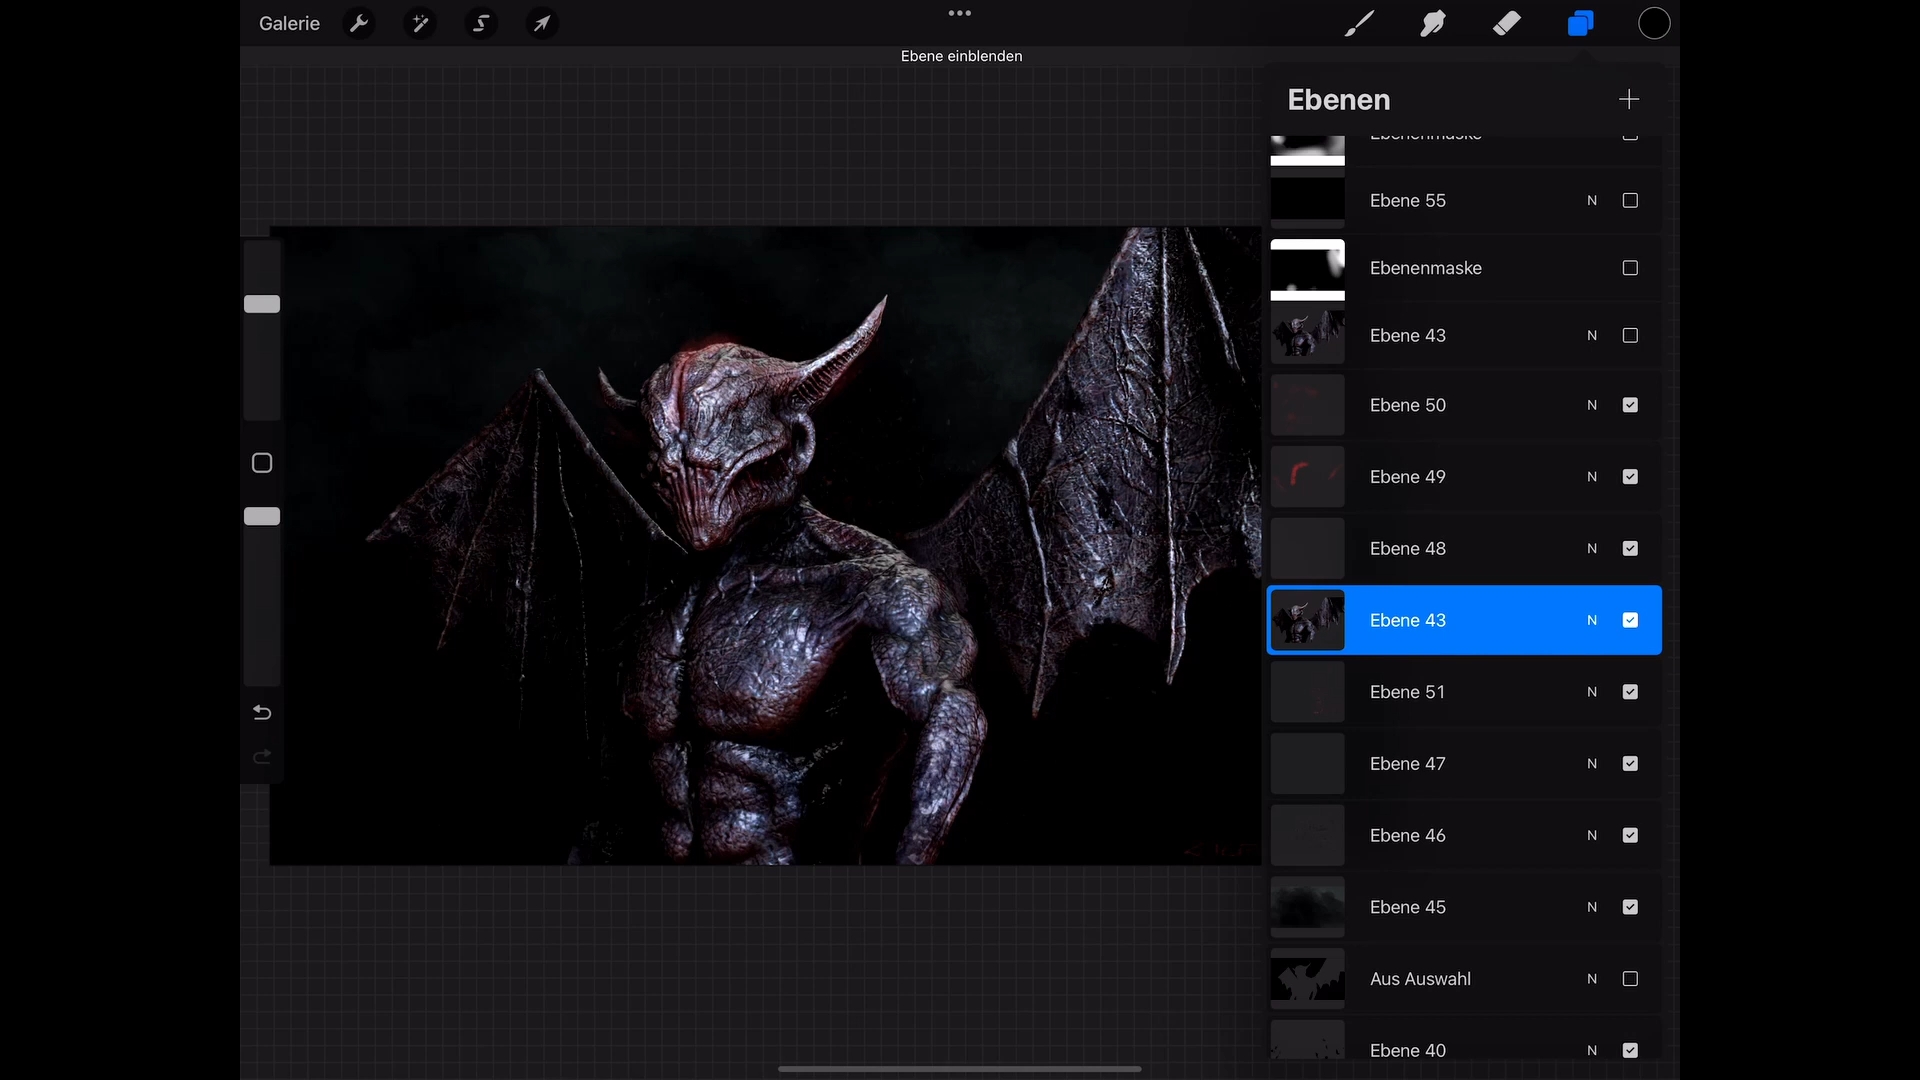 Galerie
Ebene einblenden
Ebenen
Ebenenmaske
Ebene 55 N
Ebenenmaske
Ebene 43 N
Ebene 50 N
Ebene 49 N
Ebene 48 N
Ebene 43 N
Ebene 51 N
Ebene 47 N
Ebene 46 N
Ebene 45 N
Aus Auswahl N
Ebene 40 N